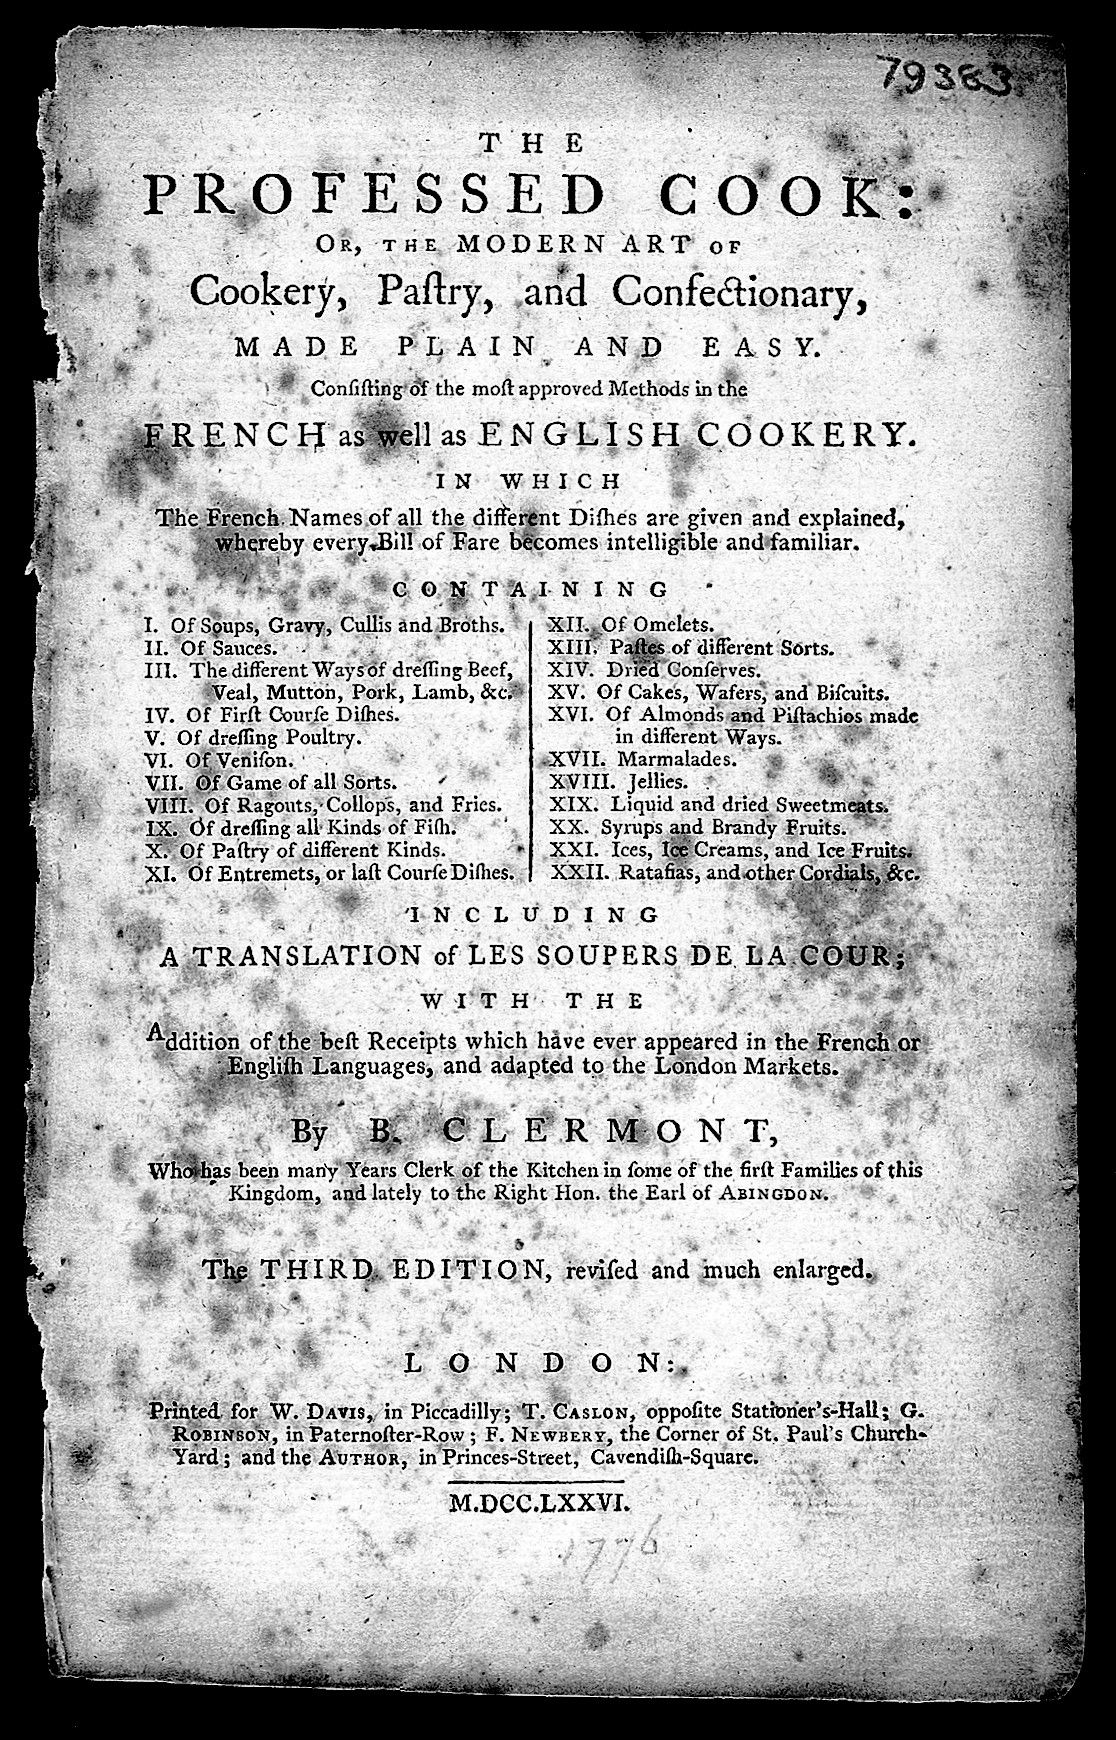 79383
THE
PROFESSED COOK:
OR, THE MODERN ART OF
Cookery, Paſtry, and Confectionary,
MADE PLAIN AND EASY.
Conſiſting of the moſt approved Methods in the
FRENCH as well as ENGLISH COOKERY.
IN WHICH
The French Names of all the different Diſhes are given and explained,
whereby every Bill of Fare becomes intelligible and familiar.
CONTAINING
I. Of Soups, Gravy, Cullis and Broths.
II. Of Sauces.
III. The different Ways of dreſſing Beef,
Veal, Mutton, Pork, Lamb, &c.
IV. Of Firſt Courſe Diſhes.
V. Of dreſſing Poultry.
VI. Of Veniſon.
VII. Of Game of all Sorts.
VIII. Of Ragouts, Collops, and Fries.
IX. Of dreſſing all Kinds of Fiſh.
X. Of Paſtry of different Kinds.
XI. Of Entremets, or laſt Courſe Diſhes.
XII. Of Omelets.
XIII. Paſtes of different Sorts.
XIV. Dried Conſerves.
XV. Of Cakes, Wafers, and Biſcuits.
XVI. Of Almonds and Piſtachios made
in different Ways.
XVII. Marmalades.
XVIII. Jellies.
XIX. Liquid and dried Sweetmeats.
XX. Syrups and Brandy Fruits.
XXI. Ices, Ice Creams, and Ice Fruits.
XXII. Ratafias, and other Cordials, &c.
INCLUDING
A TRANSLATION of LES SOUPERS DE LA COUR;
WITH THE
Addition of the beſt Receipts which have ever appeared in the French or
Engliſh Languages, and adapted to the London Markets.
By B. CLERMONT,
Who has been many Years Clerk of the Kitchen in ſome of the firſt Families of this
Kingdom, and lately to the Right Hon. the Earl of ABINGDON.
The THIRD EDITION, reviſed and much enlarged.
LONDON:
Printed for W. DAVIS, in Piccadilly; T. CASLON, oppoſite Stationer's-Hall; G.
ROBINSON, in Paternoſter-Row; F. NEWBERY, the Corner of St. Paul's Church-
Yard; and the AUTHOR, in Princes-Street, Cavendiſh-Square.
M.DCC.LXXVI.
1776